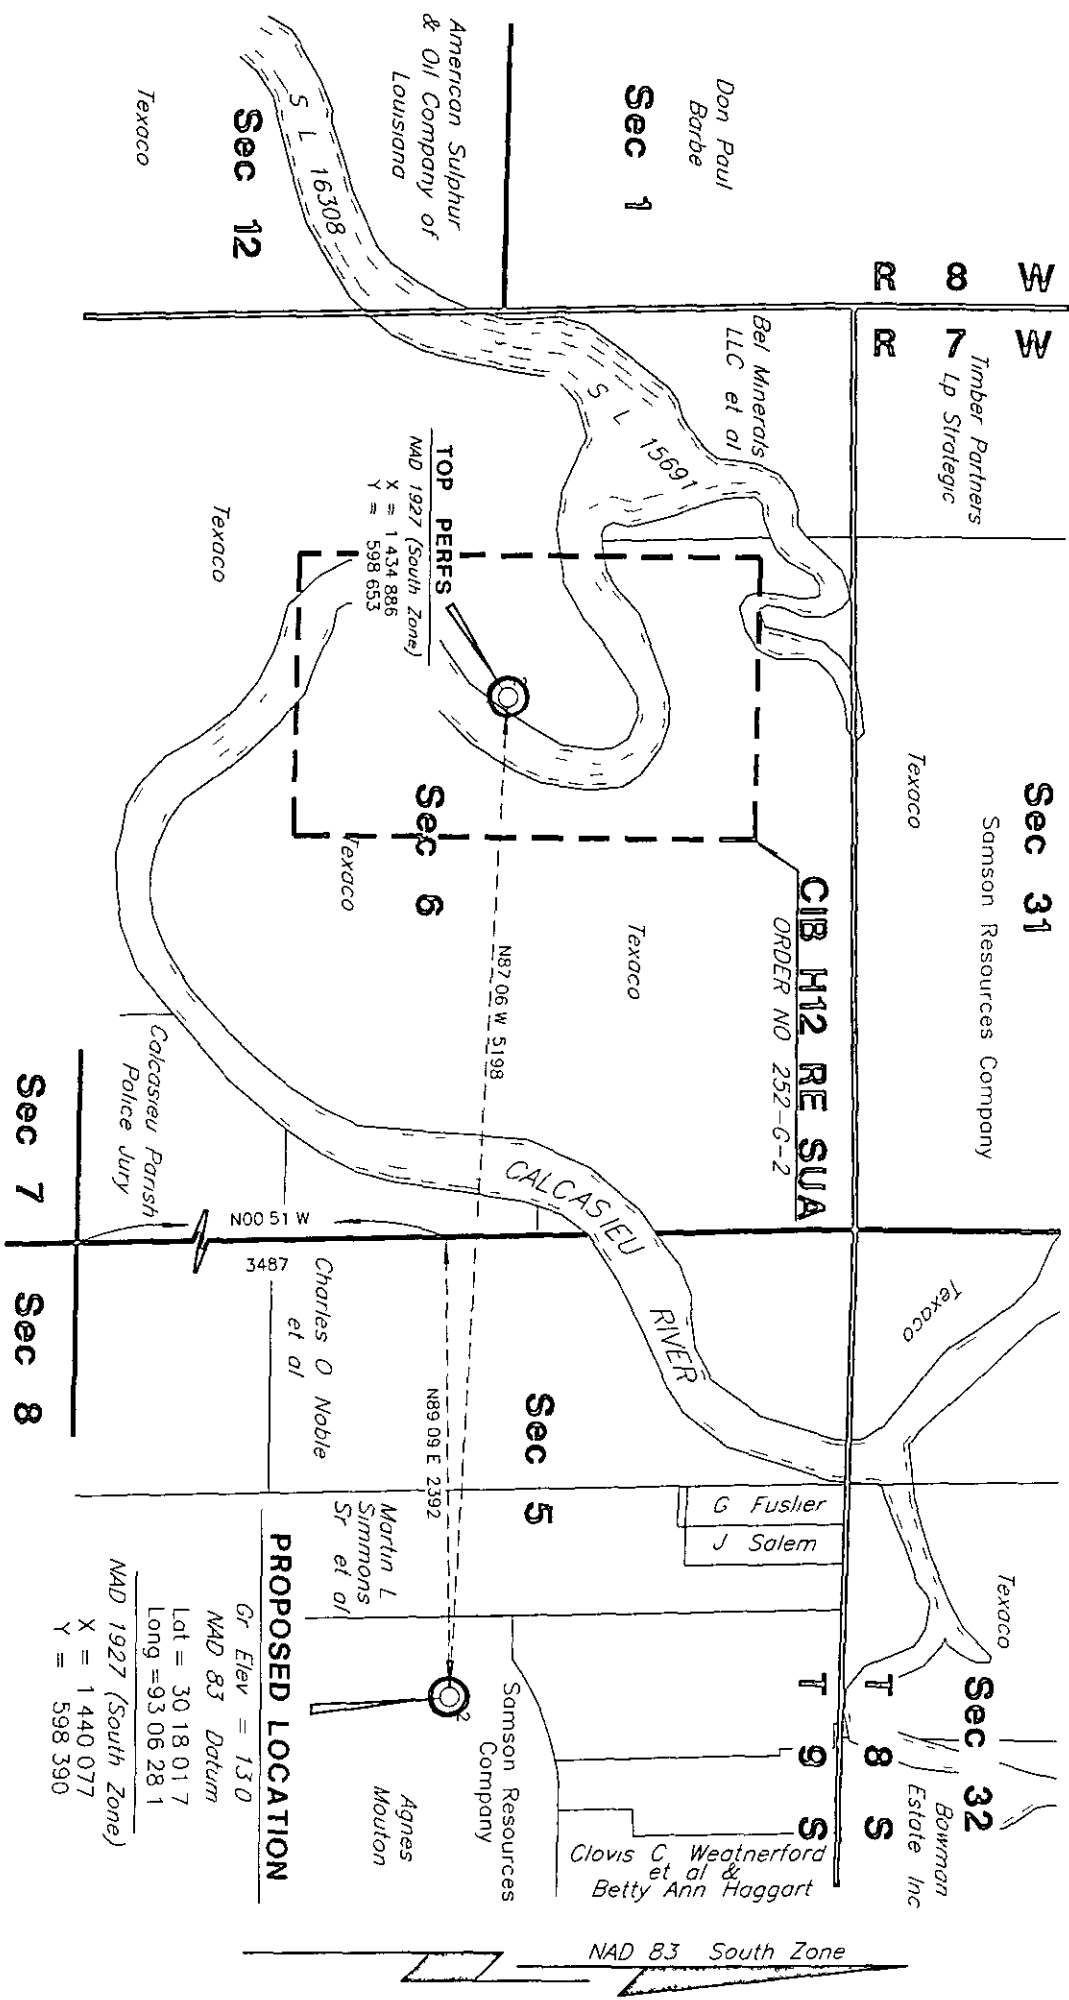 R 8 W
R 7 W
Don Paul
Barbe
Sec 1
American Sulphur
& Oil Company of
Louisiana
S L 16308
Sec 12
Texaco
Timber Partners
Lp Strategic
Bel Minerals
LLC et al
S L 15691
TOP PERFS
NAD 1927 (South Zone)
X = 1 434 886
Y = 598 653
Texaco
Sec 31
Samson Resources Company
Texaco
CIB H12 RE SUA
ORDER NO 252-G-2
Texaco
Sec 6
Texaco
N87 06 W 5198
CALCASIEU
RIVER
Calcasieu Parish
Police Jury
Sec 7
Sec 8
N00 51 W
3487
Charles O Noble
et al
N89 09 E 2392
Sec 5
Texaco
G Fuslier
J Salem
Martin L
Simmons
Sr et al
Texaco
Sec 32
Bowman
Estate Inc
T 8 S
T 9 S
Clovis C Weatnerford
et al &
Betty Ann Haggart
Samson Resources
Company
Agnes
Mouton
2
PROPOSED LOCATION
Gr Elev = 13 0
NAD 83 Datum
Lat = 30 18 01 7
Long =93 06 28 1
NAD 1927 (South Zone)
X = 1 440 077
Y = 598 390
NAD 83 South Zone